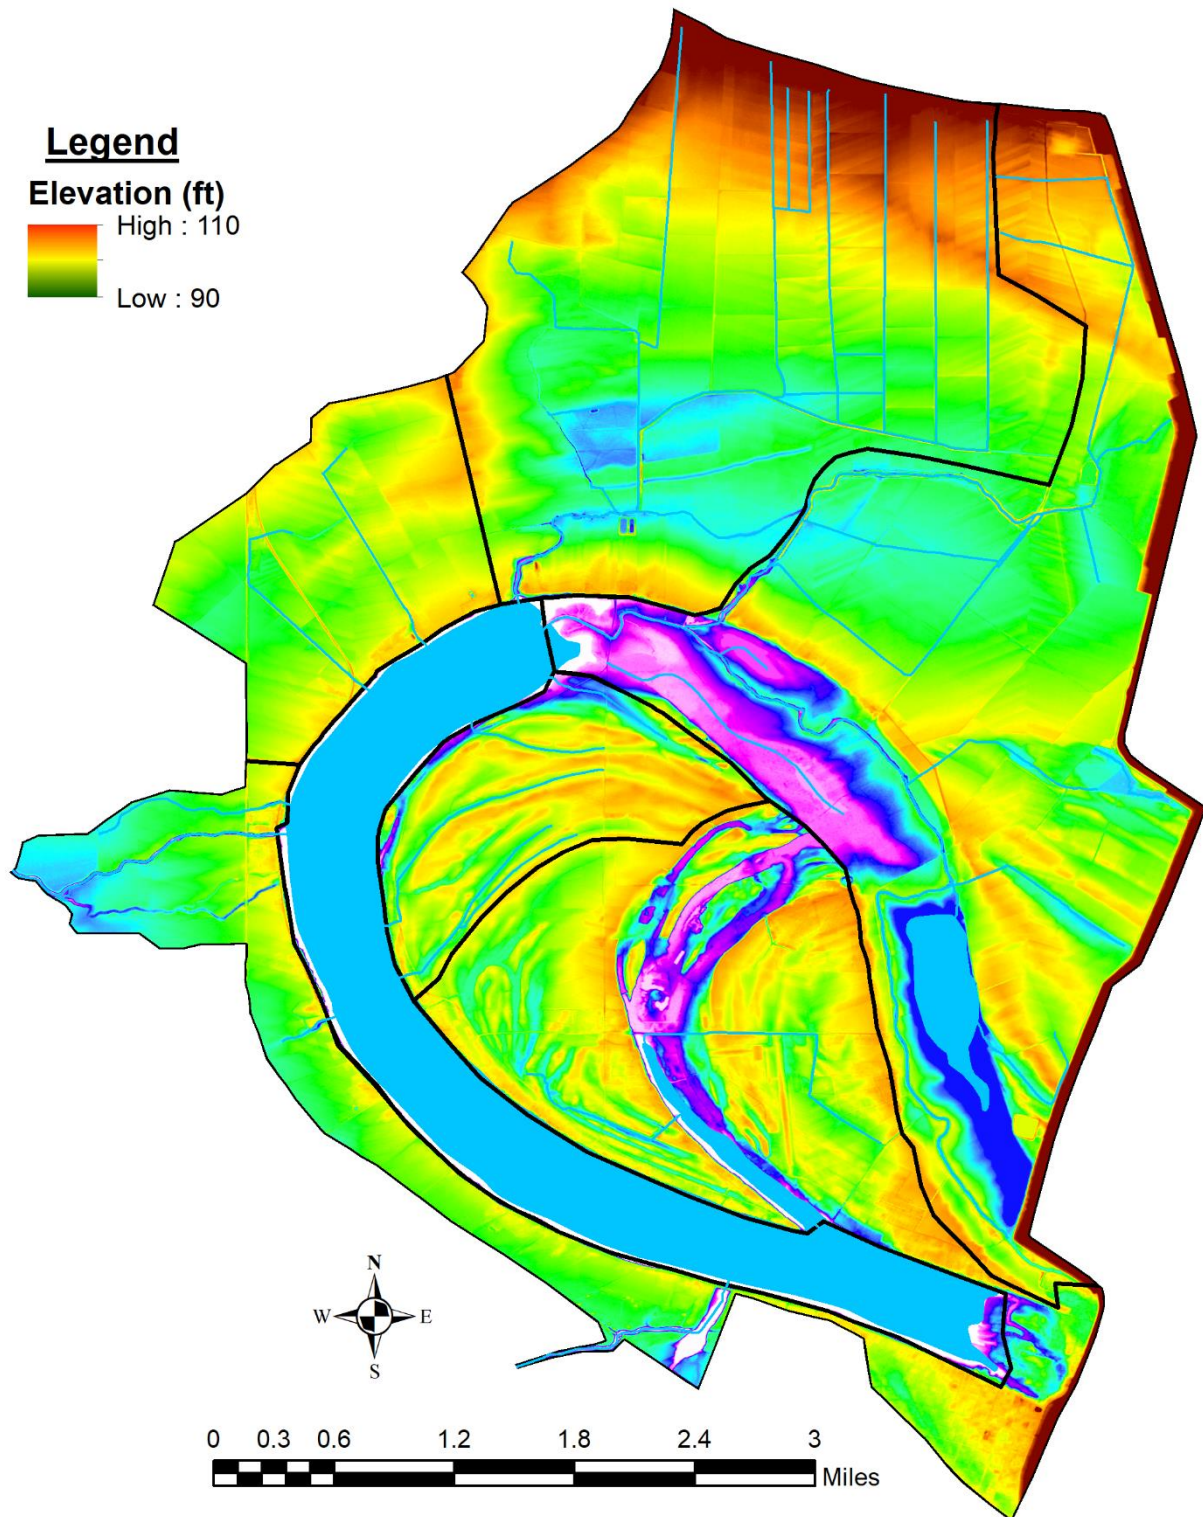 Legend
Elevation (ft)
High : 110
Low : 90
N
W E
S
0 0.3 0.6 1.2 1.8 2.4 3
Miles